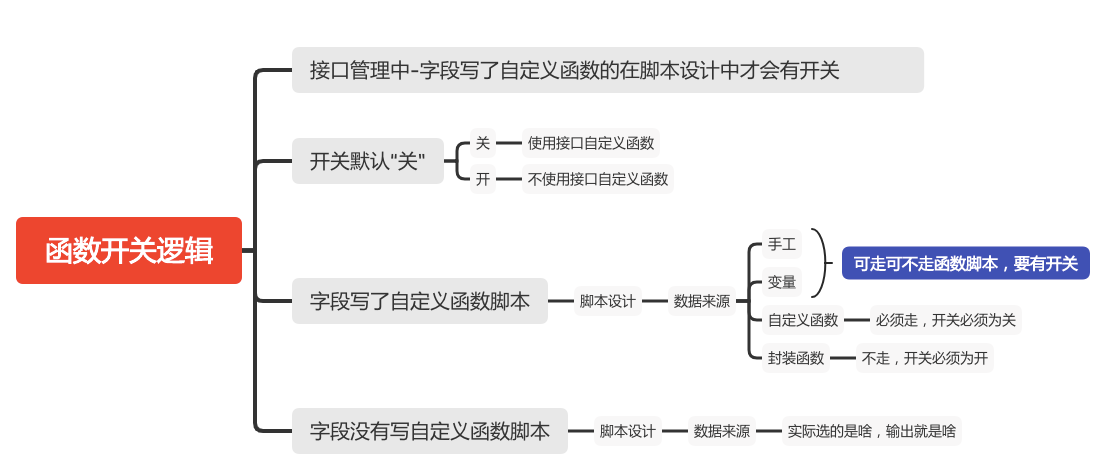 函数开关逻辑
接口管理中-字段写了自定义函数的在脚本设计中才会有开关
开关默认"关"
关
使用接口自定义函数
开
不使用接口自定义函数
字段写了自定义函数脚本
脚本设计
数据来源
手工
变量
可走可不走函数脚本，要有开关
自定义函数
必须走，开关必须为关
封装函数
不走，开关必须为开
字段没有写自定义函数脚本
脚本设计
数据来源
实际选的是啥，输出就是啥